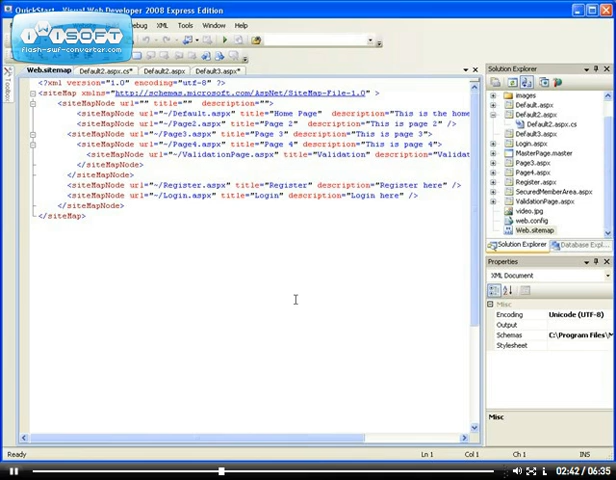 QuickStart - Visual Web Developer 2008 Express Edition
iWiSOFT
flash-swf-converter.com
Debug XML Tools Window Help
Web.sitemap Default2.aspx.cs* Default2.aspx* Default3.aspx*
Toolbox
<?xml version="1.0" encoding="utf-8" ?>
<siteMap xmlns="http://schemas.microsoft.com/AspNet/SiteMap-File-1.0" >
<siteMapNode url="" title=""  description="">
<siteMapNode url="~/Default.aspx" title="Home Page"  description="This is the home
<siteMapNode url="~/Page2.aspx" title="Page 2"  description="This is page 2" />
<siteMapNode url="~/Page3.aspx" title="Page 3" description="This is page 3">
<siteMapNode url="~/Page4.aspx" title="Page 4" description="This is page 4">
<siteMapNode url="~/ValidationPage.aspx" title="Validation" description="Validat
</siteMapNode>
</siteMapNode>
<siteMapNode url="~/Register.aspx" title="Register" description="Register here" />
<siteMapNode url="~/Login.aspx" title="Login" description="Login here" />
</siteMapNode>
</siteMap>
Solution Explorer
images
Default.aspx
Default2.aspx
Default2.aspx.cs
Default3.aspx
Login.aspx
MasterPage.master
Page3.aspx
Page4.aspx
Register.aspx
SecuredMemberArea.aspx
ValidationPage.aspx
video.jpg
web.config
Web.sitemap
Solution Explorer Database Expl...
Properties
XML Document
Misc
Encoding Unicode (UTF-8)
Output
Schemas C:\Program Files\M
Stylesheet
Misc
Ready Ln 1 Col 1 Ch 1 INS
02:42 / 06:35